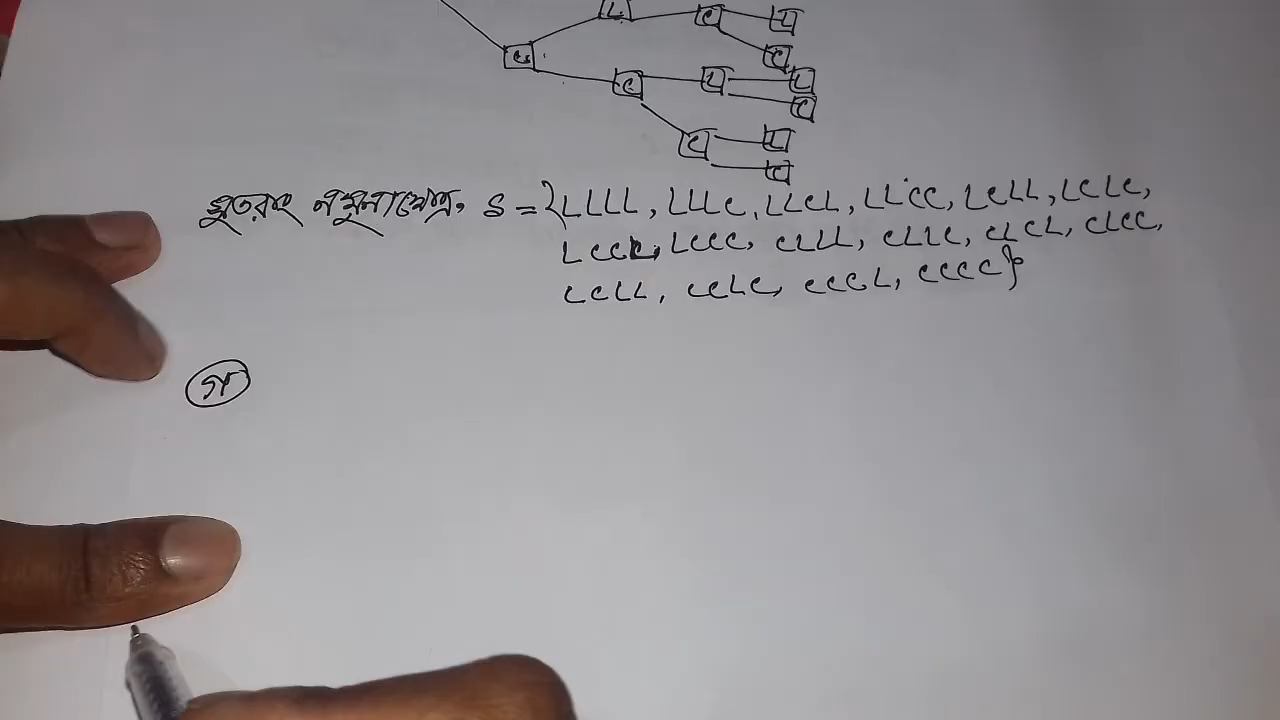 L C L
C
C L L
C
C L
C
সুতরাং নমুনাক্ষেত্র, S = {LLLL, LLLC, LLCL, LLCC, LCLL, LCLC,
LCCL, LCCC, CLLL, CLLC, CLCL, CLCC,
CCLL, CCLC, CCCL, CCCC}
গ